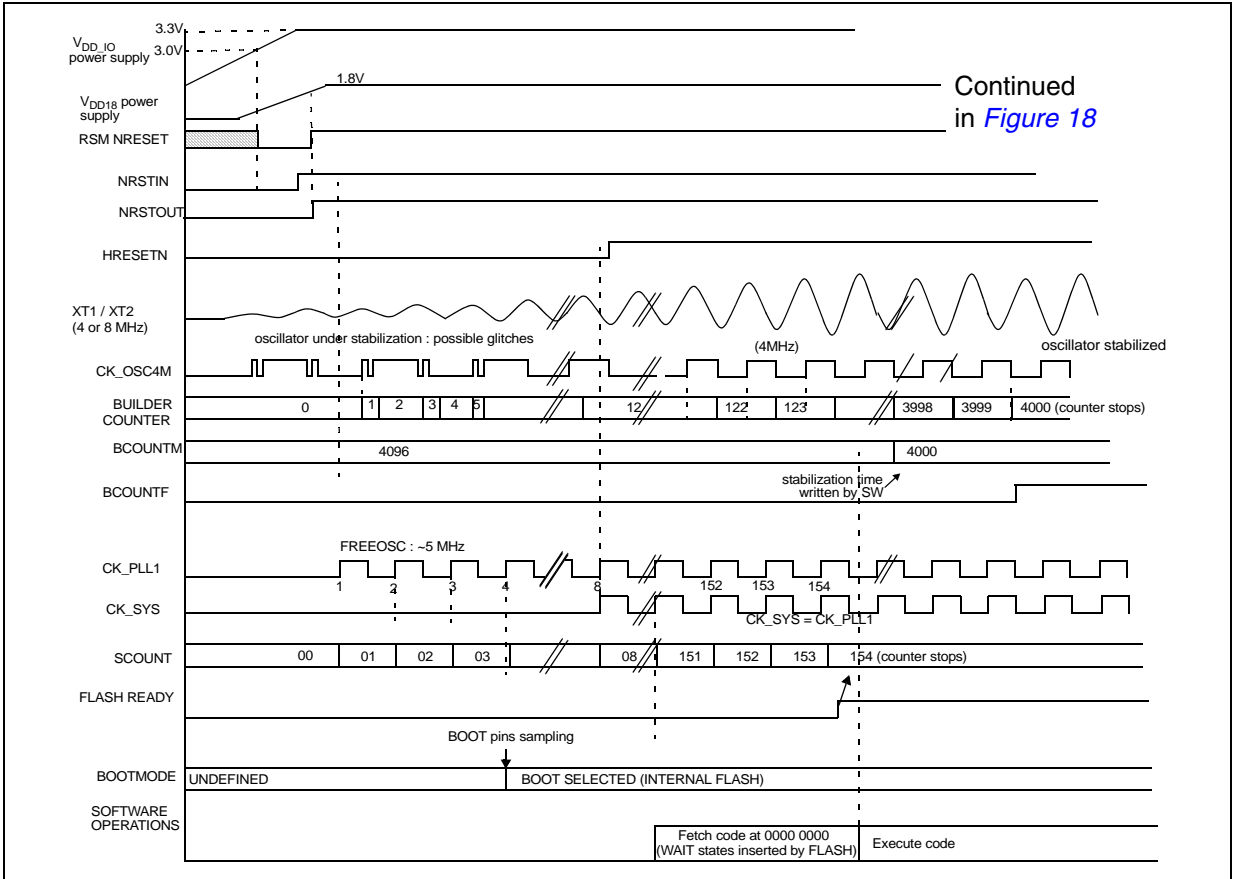 3.3V
V DD_IO
power supply
3.0V
1.8V
Continued
in Figure 18
V DD18 power
supply
RSM NRESET
NRSTIN
NRSTOUT
HRESETN
XT1 / XT2
(4 or 8 MHz)
oscillator under stabilization : possible glitches
(4MHz)
oscillator stabilized
CK_OSC4M
BUILDER
COUNTER
0 1 2 3 4 5 12 122 123 3998 3999 4000 (counter stops)
BCOUNTM
4096 4000
stabilization time
written by SW
BCOUNTF
FREEOSC : ~5 MHz
CK_PLL1
1 2 3 4 8 152 153 154
CK_SYS
CK_SYS = CK_PLL1
SCOUNT
00 01 02 03 08 151 152 153 154 (counter stops)
FLASH READY
BOOT pins sampling
BOOTMODE
UNDEFINED
BOOT SELECTED (INTERNAL FLASH)
SOFTWARE
OPERATIONS
Fetch code at 0000 0000
(WAIT states inserted by FLASH)
Execute code